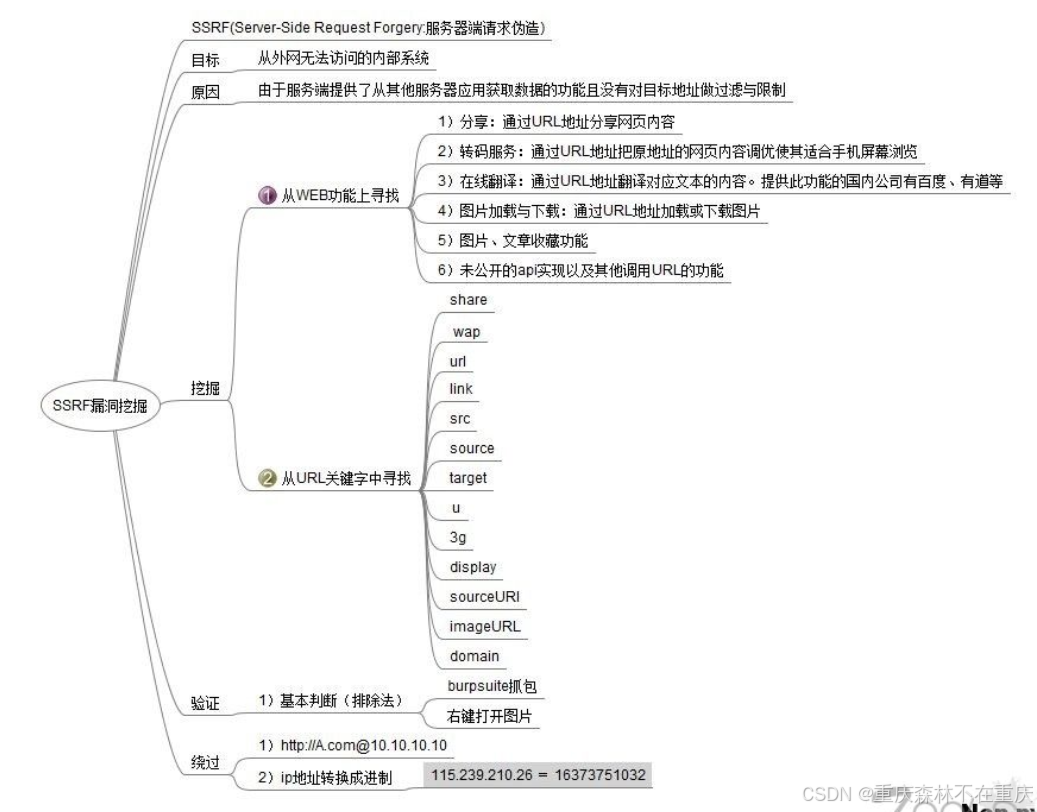 SSRF(Server-Side Request Forgery:服务器端请求伪造)
目标
从外网无法访问的内部系统
原因
由于服务端提供了从其他服务器应用获取数据的功能且没有对目标地址做过滤与限制
SSRF漏洞挖掘
挖掘
1 从WEB功能上寻找
1）分享：通过URL地址分享网页内容
2）转码服务：通过URL地址把原地址的网页内容调优使其适合手机屏幕浏览
3）在线翻译：通过URL地址翻译对应文本的内容。提供此功能的国内公司有百度、有道等
4）图片加载与下载：通过URL地址加载或下载图片
5）图片、文章收藏功能
6）未公开的api实现以及其他调用URL的功能
2 从URL关键字中寻找
share
wap
url
link
src
source
target
u
3g
display
sourceURl
imageURL
domain
验证
1）基本判断（排除法）
burpsuite抓包
右键打开图片
绕过
1）http://A.com@10.10.10.10
2）ip地址转换成进制
115.239.210.26 = 16373751032
CSDN @重庆森林不在重庆